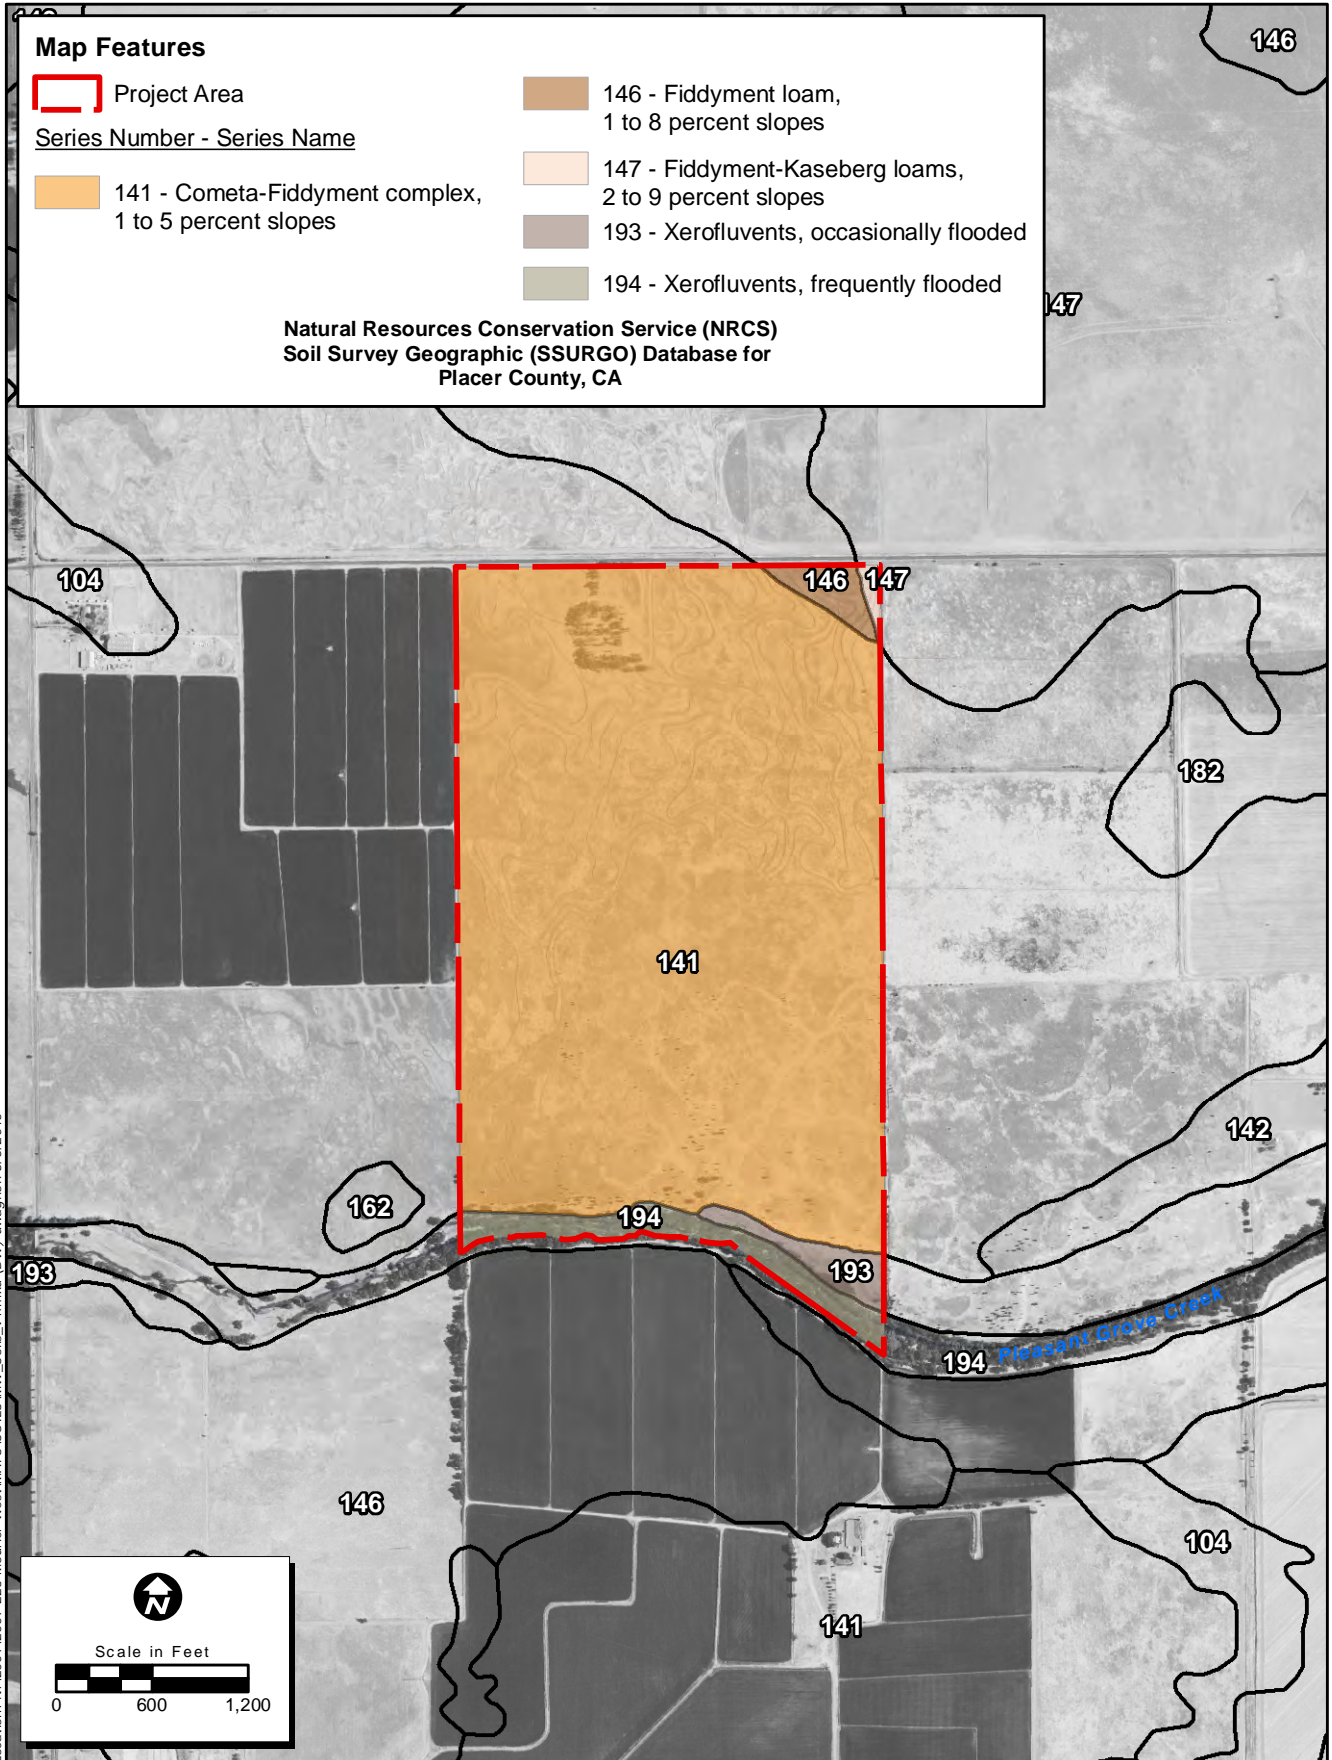 Map Features
Project Area
Series Number - Series Name
141 - Cometa-Fiddyment complex,
1 to 5 percent slopes
146 - Fiddyment loam,
1 to 8 percent slopes
147 - Fiddyment-Kaseberg loams,
2 to 9 percent slopes
193 - Xerofluvents, occasionally flooded
194 - Xerofluvents, frequently flooded
Natural Resources Conservation Service (NRCS)
Soil Survey Geographic (SSURGO) Database for
Placer County, CA
146
147
104
146
147
182
141
142
162
194
193
193
Pleasant Grove Creek
194
146
104
141
N
Scale in Feet
0
600
1,200